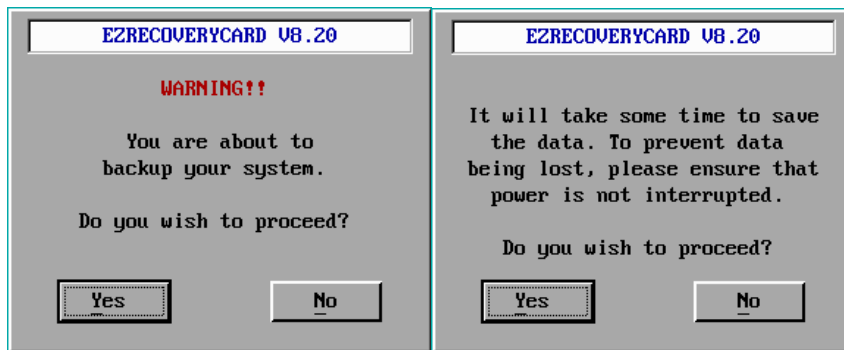 EZRECOVERYCARD V8.20
WARNING!!
You are about to
backup your system.
Do you wish to proceed?
Yes
No
EZRECOVERYCARD V8.20
It will take some time to save
the data. To prevent data
being lost, please ensure that
power is not interrupted.
Do you wish to proceed?
Yes
No